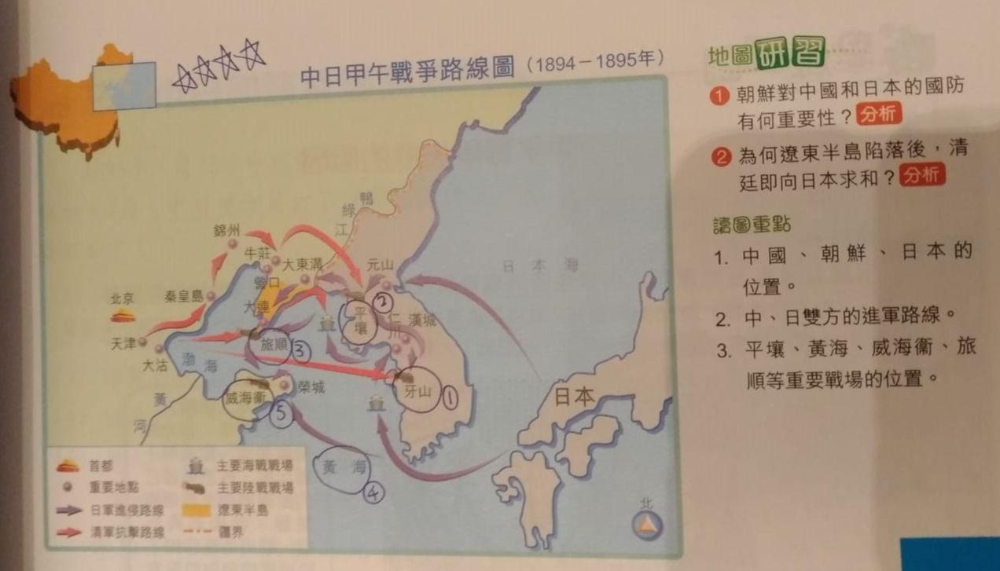 中日甲午戰爭路線圖（1894－1895年）
鴨
綠
江
錦州
牛莊
大東溝
營口
元山
日本海
北京
秦皇島
大連
平壤
②
仁川
漢城
天津
旅順
③
大沽
渤海
榮城
牙山
①
威海衞
⑤
日本
黃
河
黃海
④
首都
主要海戰戰場
重要地點
主要陸戰戰場
日軍進侵路線
遼東半島
清軍抗擊路線
疆界
北
地圖研習
1 朝鮮對中國和日本的國防
有何重要性？分析
2 為何遼東半島陷落後，清
廷即向日本求和？分析
讀圖重點
1. 中國、朝鮮、日本的
位置。
2. 中、日雙方的進軍路線。
3. 平壤、黃海、威海衞、旅
順等重要戰場的位置。